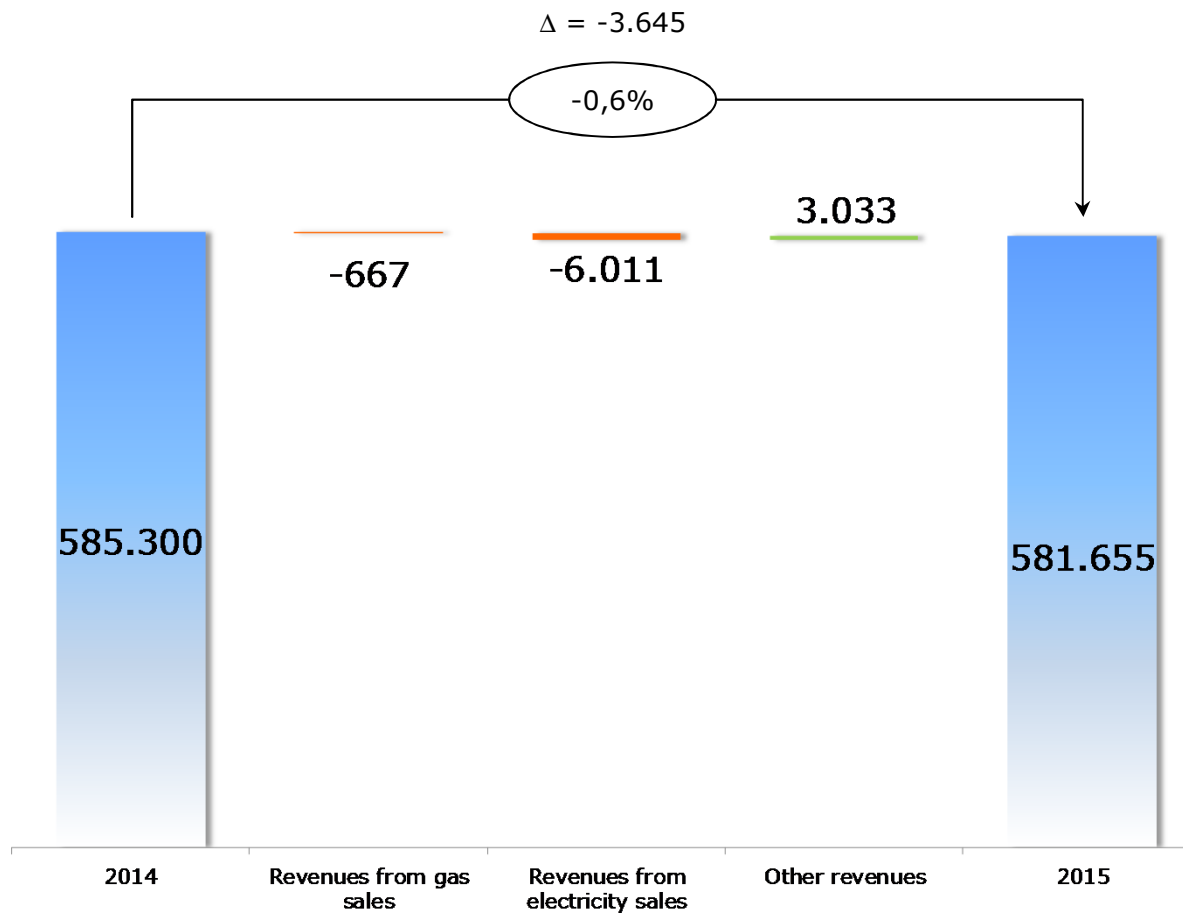 Δ = -3.645
-0,6%
3.033
-667
-6.011
585.300
581.655
2014
Revenues from gas
sales
Revenues from
electricity sales
Other revenues
2015